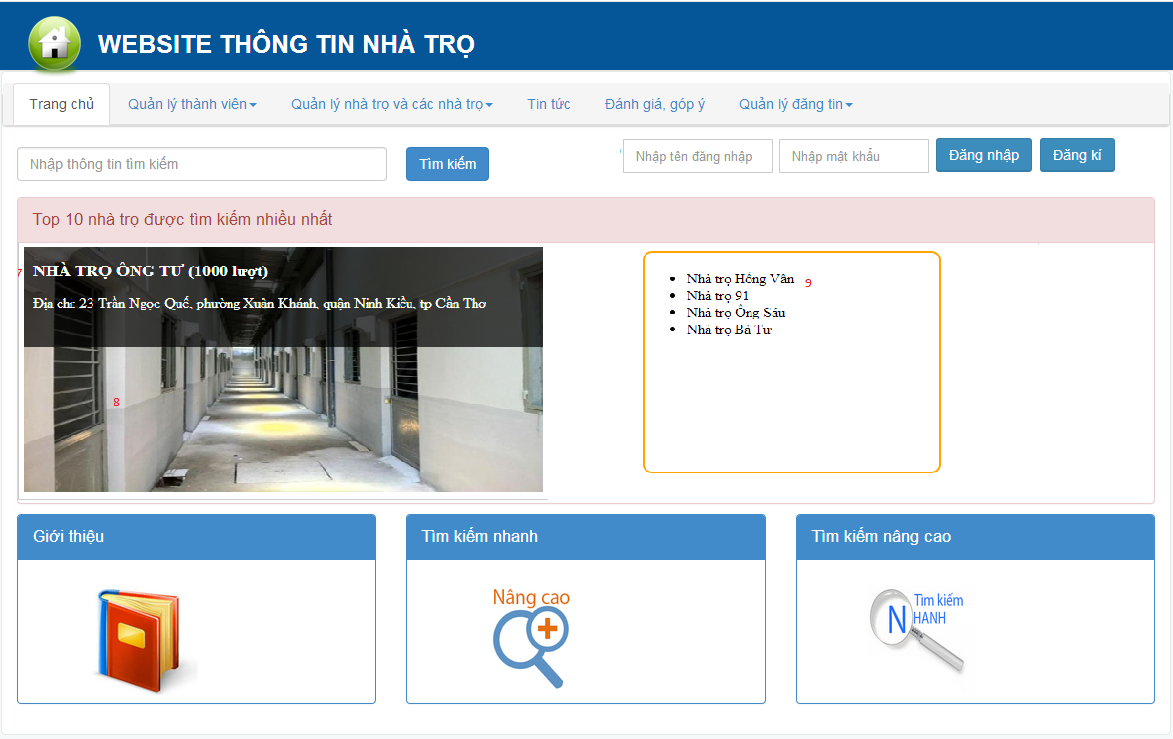 WEBSITE THÔNG TIN NHÀ TRỌ
Trang chủ Quản lý thành viên Quản lý nhà trọ và các nhà trọ Tin tức Đánh giá, góp ý Quản lý đăng tin
Nhập thông tin tìm kiếm Tìm kiếm Nhập tên đăng nhập Nhập mật khẩu Đăng nhập Đăng kí
Top 10 nhà trọ được tìm kiếm nhiều nhất
7
NHÀ TRỌ ÔNG TƯ (1000 lượt)
Địa chỉ: 23 Trần Ngọc Quế, phường Xuân Khánh, quận Ninh Kiều, tp Cần Thơ
8
Nhà trọ Hồng Vân 9
Nhà trọ 91
Nhà trọ Ông Sáu
Nhà trọ Bà Tư
Giới thiệu
Tìm kiếm nhanh
Nâng cao
Tìm kiếm nâng cao
Tìm kiếm
NHANH